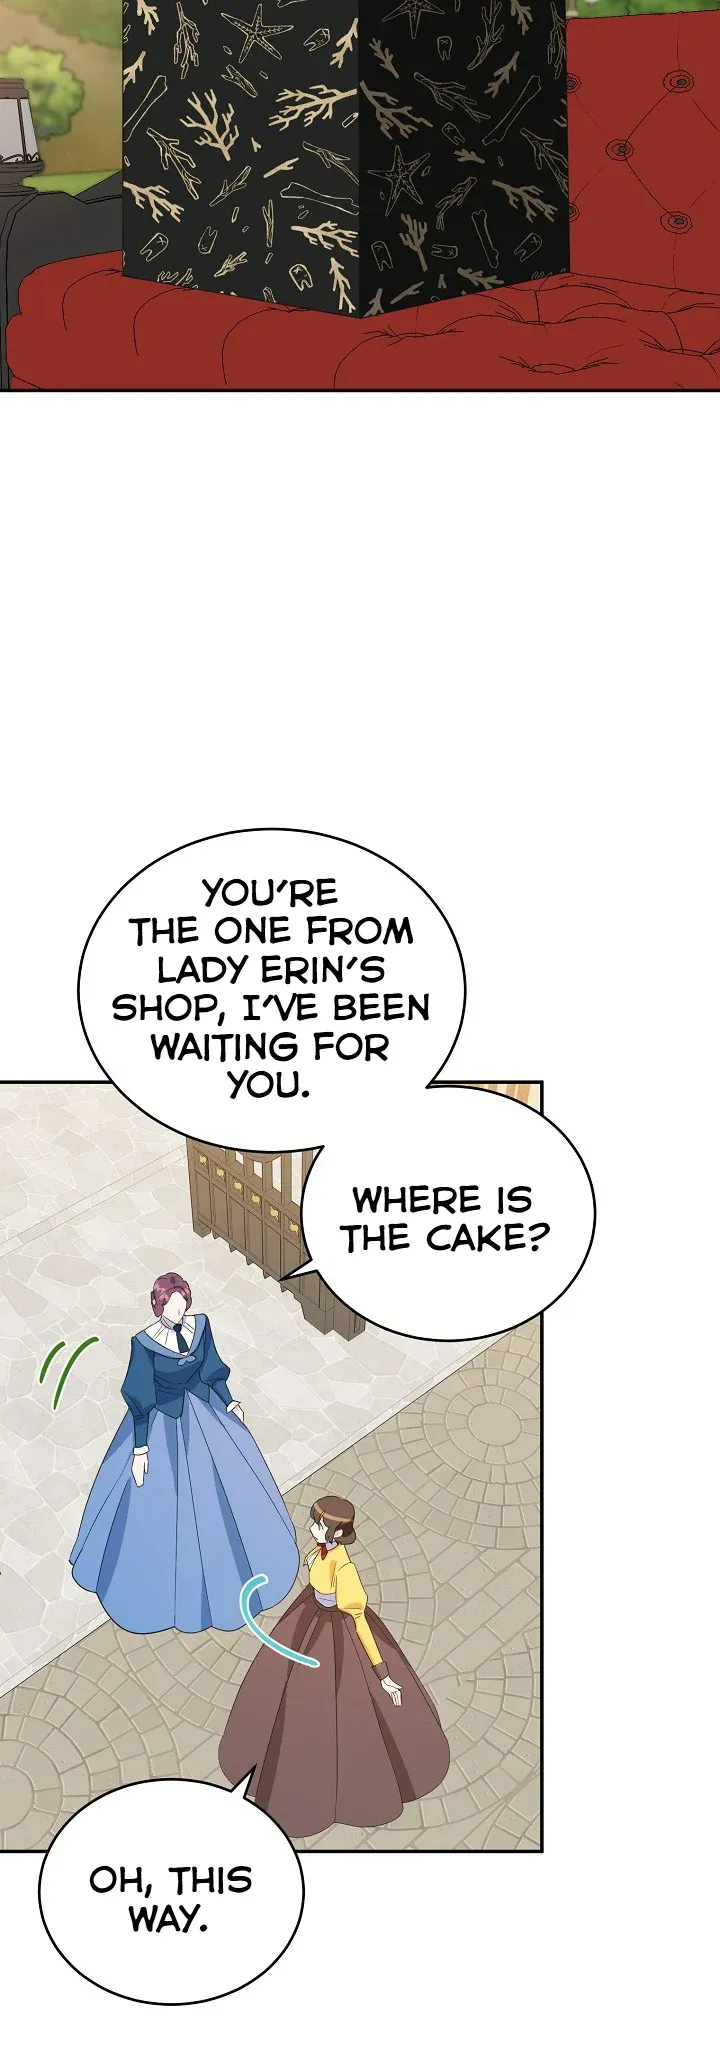 YOU'RE
THE ONE FROM
LADY ERIN'S
SHOP, I'VE BEEN
WAITING FOR
YOU.
WHERE IS
THE CAKE?
OH, THIS
WAY.